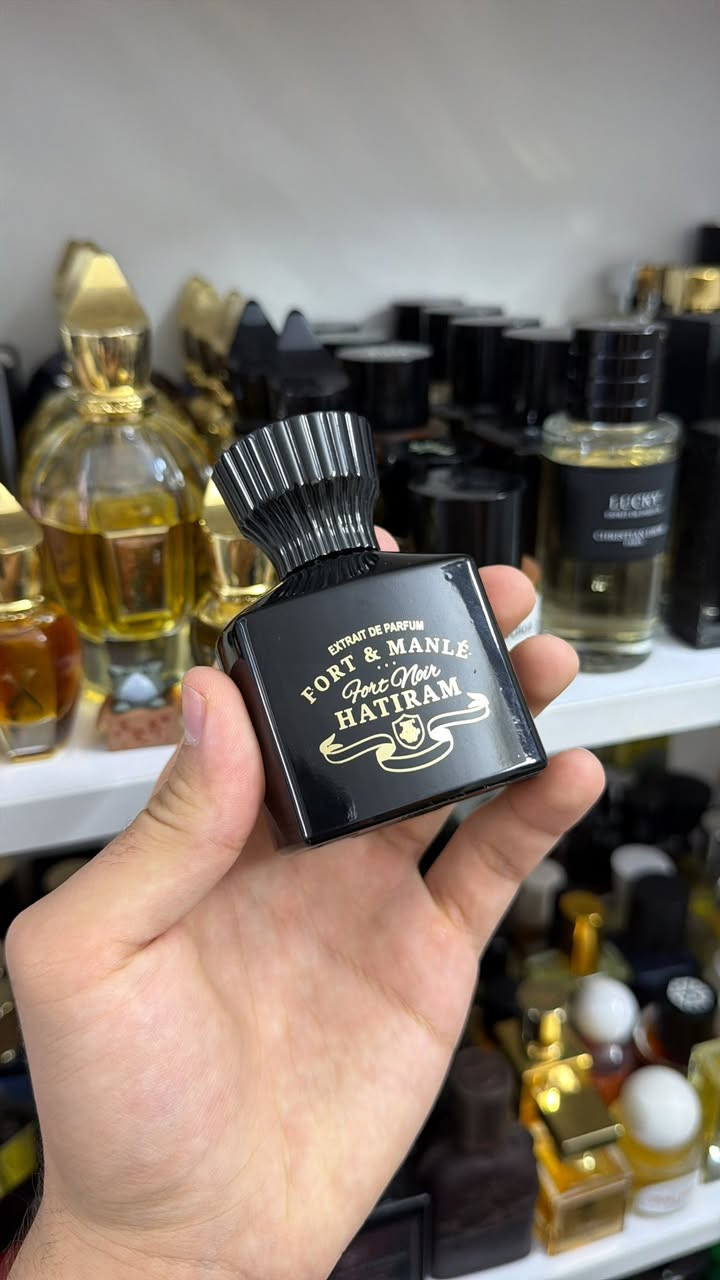 EXTRAIT DE PARFUM
FORT & MANLÉ
Fort Noir
HATIRAM
LUCKY
CHRISTIAN DIOR